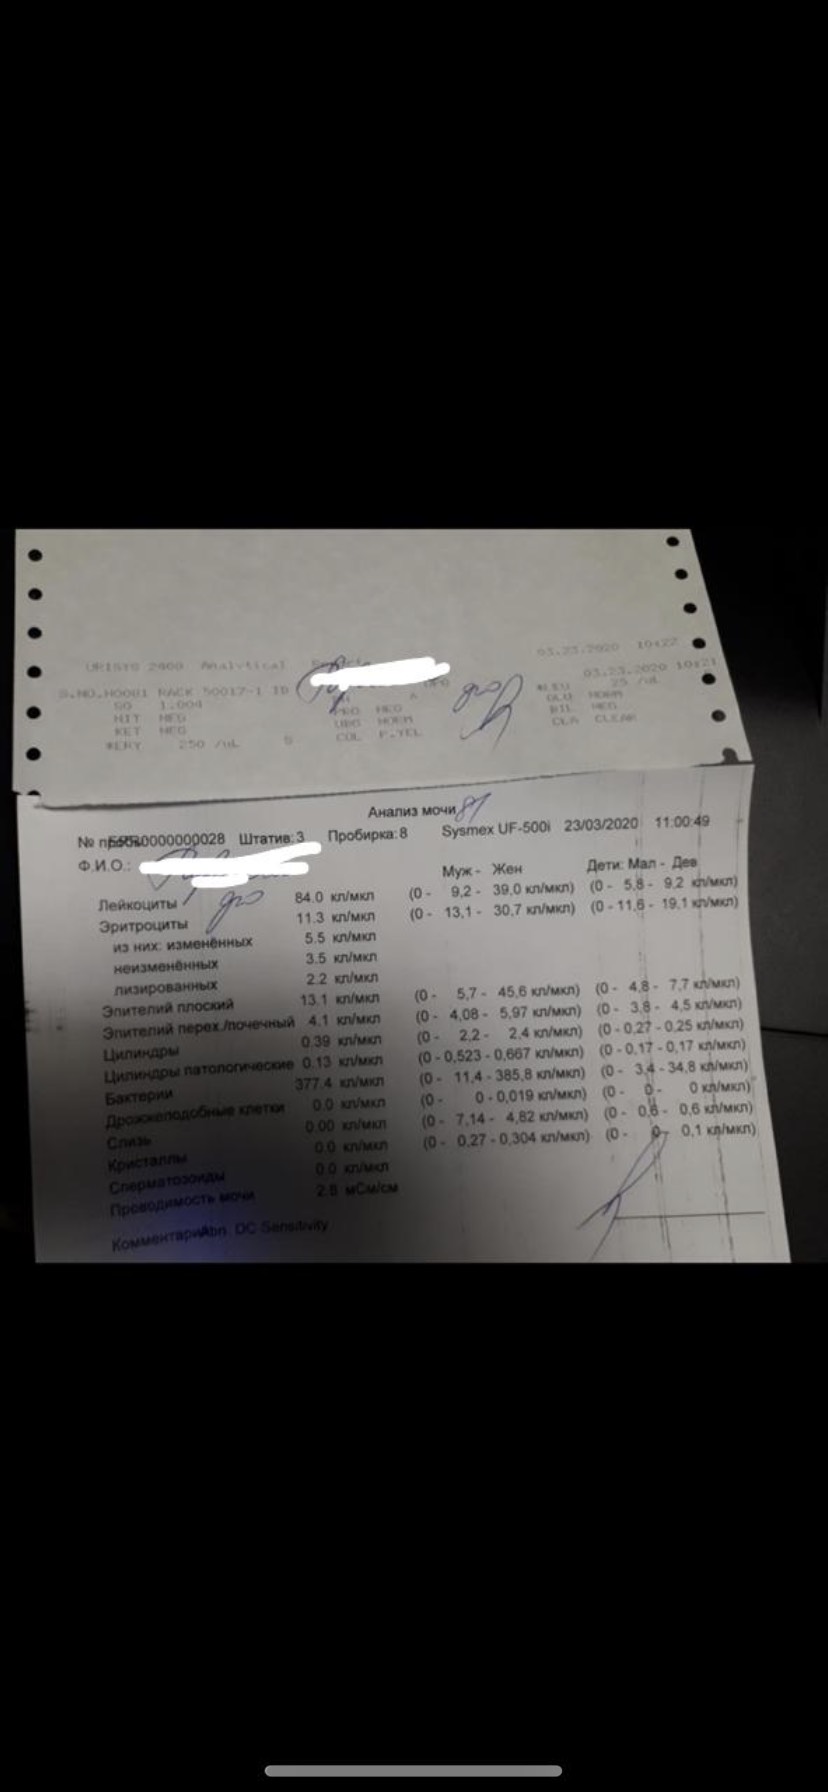 URISYS 2400 Analytical
03.23.2020 10:22
S.NO.H0001 RACK 50017-1 ID
03.23.2020 10:21
SG 1.004
*LEU 25 /uL
NIT NEG
PRO NEG
GLU NORM
KET NEG
UBG NORM
BIL NEG
*ERY 250 /uL 5
COL P.YEL
CLA CLEAR
Анализ мочи 81
№ 0000000028 Штатив: 3 Пробирка: 8 Sysmex UF-500i 23/03/2020 11:00:49
Ф.И.О.:
Муж - Жен Дети: Мал - Дев
Лейкоциты 84.0 кл/мкл (0 - 9,2 - 39,0 кл/мкл) (0 - 5,8 - 9,2 кл/мкл)
Эритроциты 11.3 кл/мкл (0 - 13,1 - 30,7 кл/мкл) (0 - 11,6 - 19,1 кл/мкл)
из них: изменённых 5.5 кл/мкл
неизменённых 3.5 кл/мкл
лизированных 2.2 кл/мкл
Эпителий плоский 13.1 кл/мкл (0 - 5,7 - 45,6 кл/мкл) (0 - 4,8 - 7,7 кл/мкл)
Эпителий перех./почечный 4.1 кл/мкл (0 - 4,08 - 5,97 кл/мкл) (0 - 3,8 - 4,5 кл/мкл)
Цилиндры 0.39 кл/мкл (0 - 2,2 - 2,4 кл/мкл) (0 - 0,27 - 0,25 кл/мкл)
Цилиндры патологические 0.13 кл/мкл (0 - 0,523 - 0,667 кл/мкл) (0 - 0,17 - 0,17 кл/мкл)
Бактерии 377.4 кл/мкл (0 - 11,4 - 385,8 кл/мкл) (0 - 3,4 - 34,8 кл/мкл)
Дрожжеподобные клетки 0.0 кл/мкл (0 - 0 - 0,019 кл/мкл) (0 - 0 - 0 кл/мкл)
Слизь 0.00 кл/мкл (0 - 7,14 - 4,82 кл/мкл) (0 - 0,6 - 0,6 кл/мкл)
Кристаллы 0.0 кл/мкл (0 - 0,27 - 0,304 кл/мкл) (0 - 0 - 0,1 кл/мкл)
Сперматозоиды 0.0 кл/мкл
Проводимость мочи 2.9 мСм/см
Комментарий Abn. DC Sensitivity